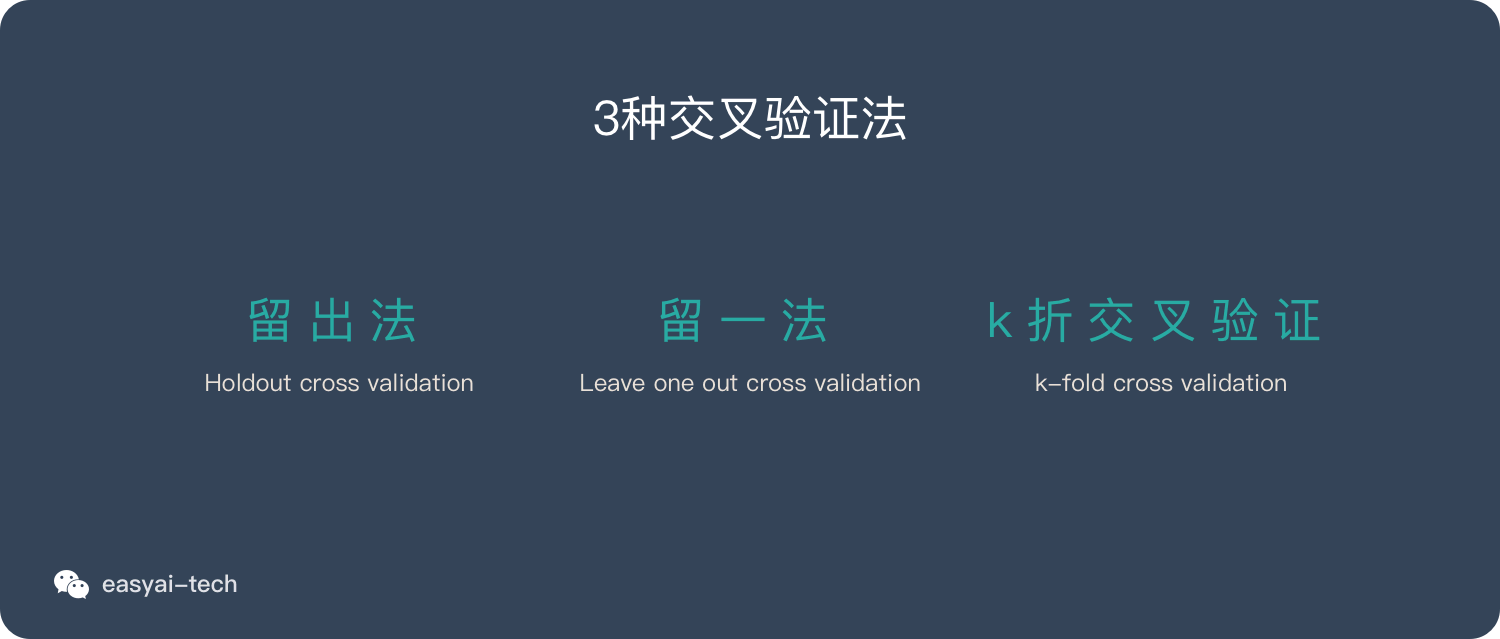 3种交叉验证法
留出法
Holdout cross validation
留一法
Leave one out cross validation
k折交叉验证
k-fold cross validation
easyai-tech